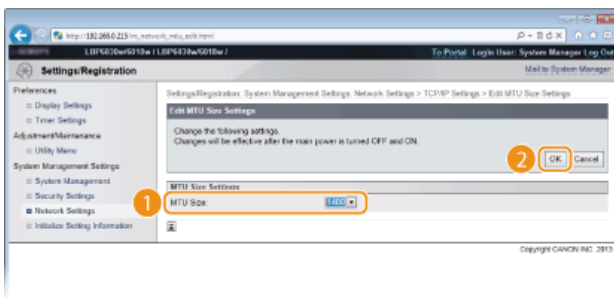 http://192.168.0.215/m_network_mtu_edit.html
LBP6030w/6018w / LBP6030w/6018w /
To Portal Login User: System Manager Log Out
Settings/Registration
Mail to System Manager
Preferences
Settings/Registration: System Management Settings: Network Settings > TCP/IP Settings > Edit MTU Size Settings
Display Settings
Edit MTU Size Settings
Timer Settings
Change the following settings.
Adjustment/Maintenance
Changes will be effective after the main power is turned OFF and ON.
Utility Menu
2
OK Cancel
System Management Settings
System Management
MTU Size Settings
Security Settings
1
MTU Size: 1400
Network Settings
Initialize Setting Information
Copyright CANON INC. 2013